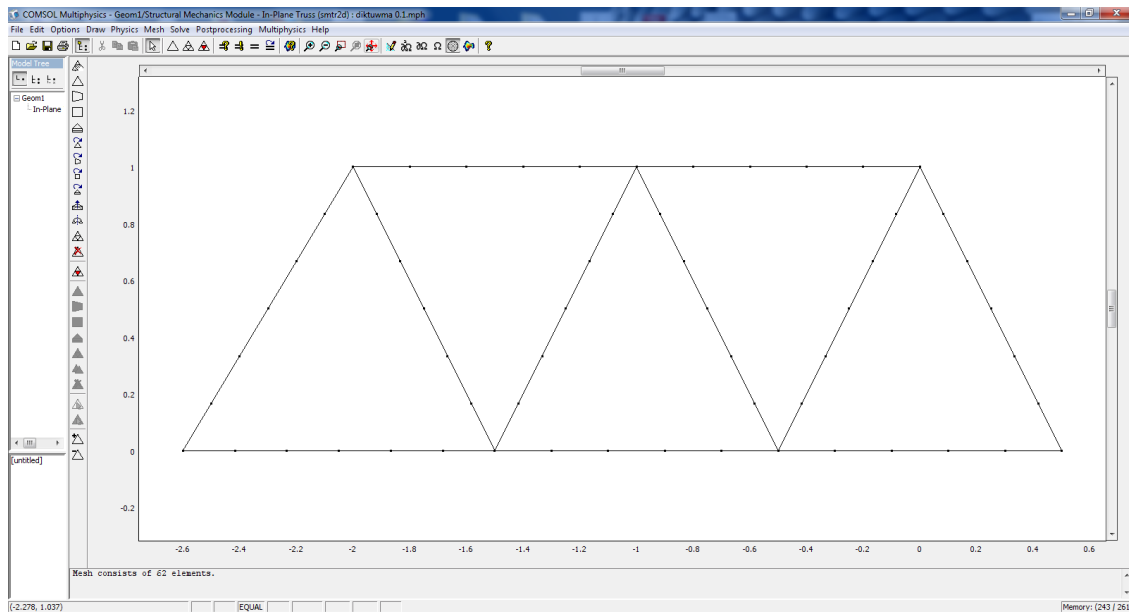 COMSOL Multiphysics - Geom1/Structural Mechanics Module - In-Plane Truss (smtr2d) : diktuwma 0.1.mph
File Edit Options Draw Physics Mesh Solve Postprocessing Multiphysics Help
Model Tree
Geom1
In-Plane
[untitled]
1.2
1
0.8
0.6
0.4
0.2
0
-0.2
-2.6 -2.4 -2.2 -2 -1.8 -1.6 -1.4 -1.2 -1 -0.8 -0.6 -0.4 -0.2 0 0.2 0.4 0.6
Mesh consists of 62 elements.
(-2.278, 1.037) EQUAL Memory: (243 / 261